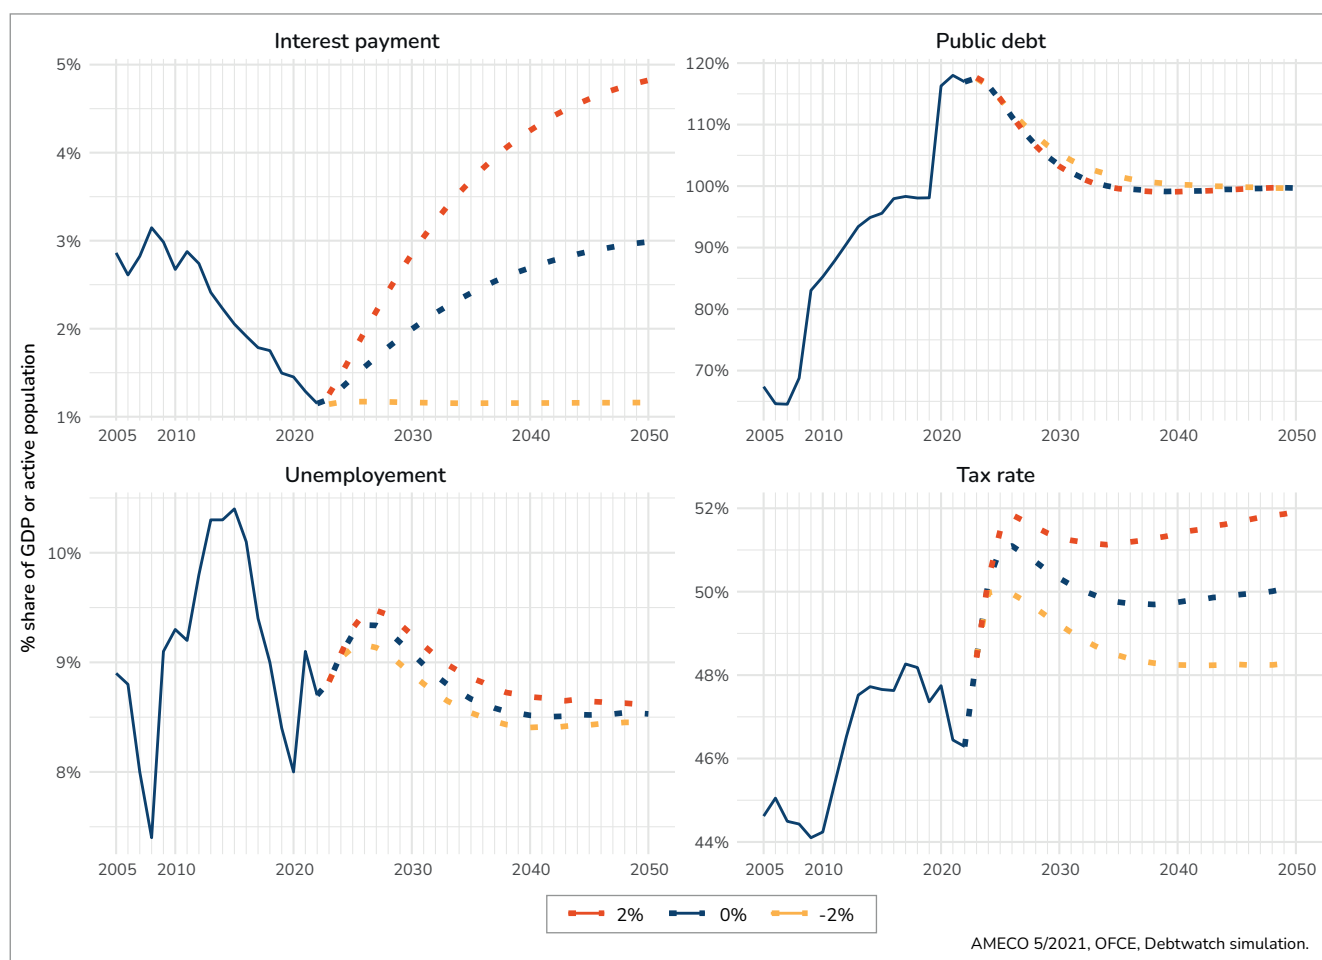 Interest payment
5%
4%
3%
2%
1%
2005 2010 2020 2030 2040 2050
Public debt
120%
110%
100%
90%
80%
70%
2005 2010 2020 2030 2040 2050
% share of GDP or active population
Unemployement
10%
9%
8%
2005 2010 2020 2030 2040 2050
Tax rate
52%
50%
48%
46%
44%
2005 2010 2020 2030 2040 2050
2% 0% -2%
AMECO 5/2021, OFCE, Debtwatch simulation.